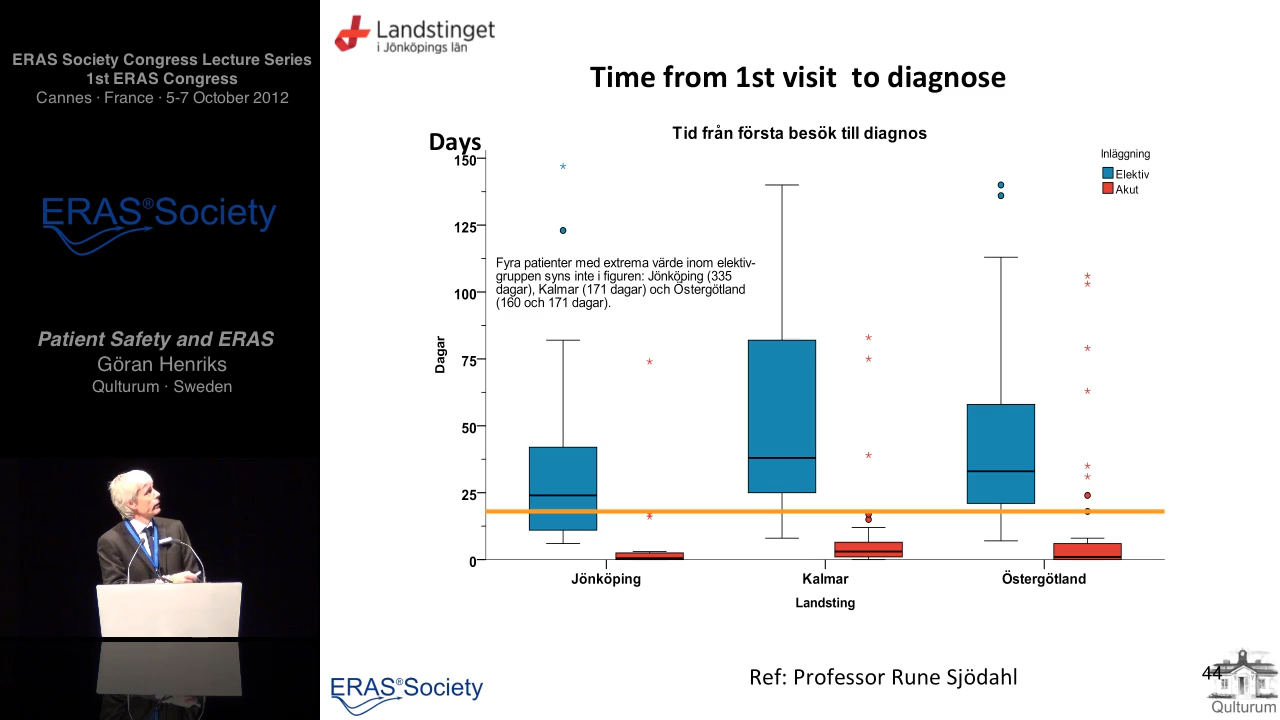 ERAS Society Congress Lecture Series
1st ERAS Congress
Cannes · France · 5-7 October 2012
ERAS®Society
Patient Safety and ERAS
Göran Henriks
Qulturum · Sweden
Landstinget
i Jönköpings län
Time from 1st visit to diagnose
Days
Tid från första besök till diagnos
Inläggning
Elektiv
Akut
150
125
100
75
50
25
0
Dagar
Fyra patienter med extrema värde inom elektiv-
gruppen syns inte i figuren: Jönköping (335
dagar), Kalmar (171 dagar) och Östergötland
(160 och 171 dagar).
Jönköping
Kalmar
Östergötland
Landsting
ERAS®Society
Ref: Professor Rune Sjödahl
44
Qulturum